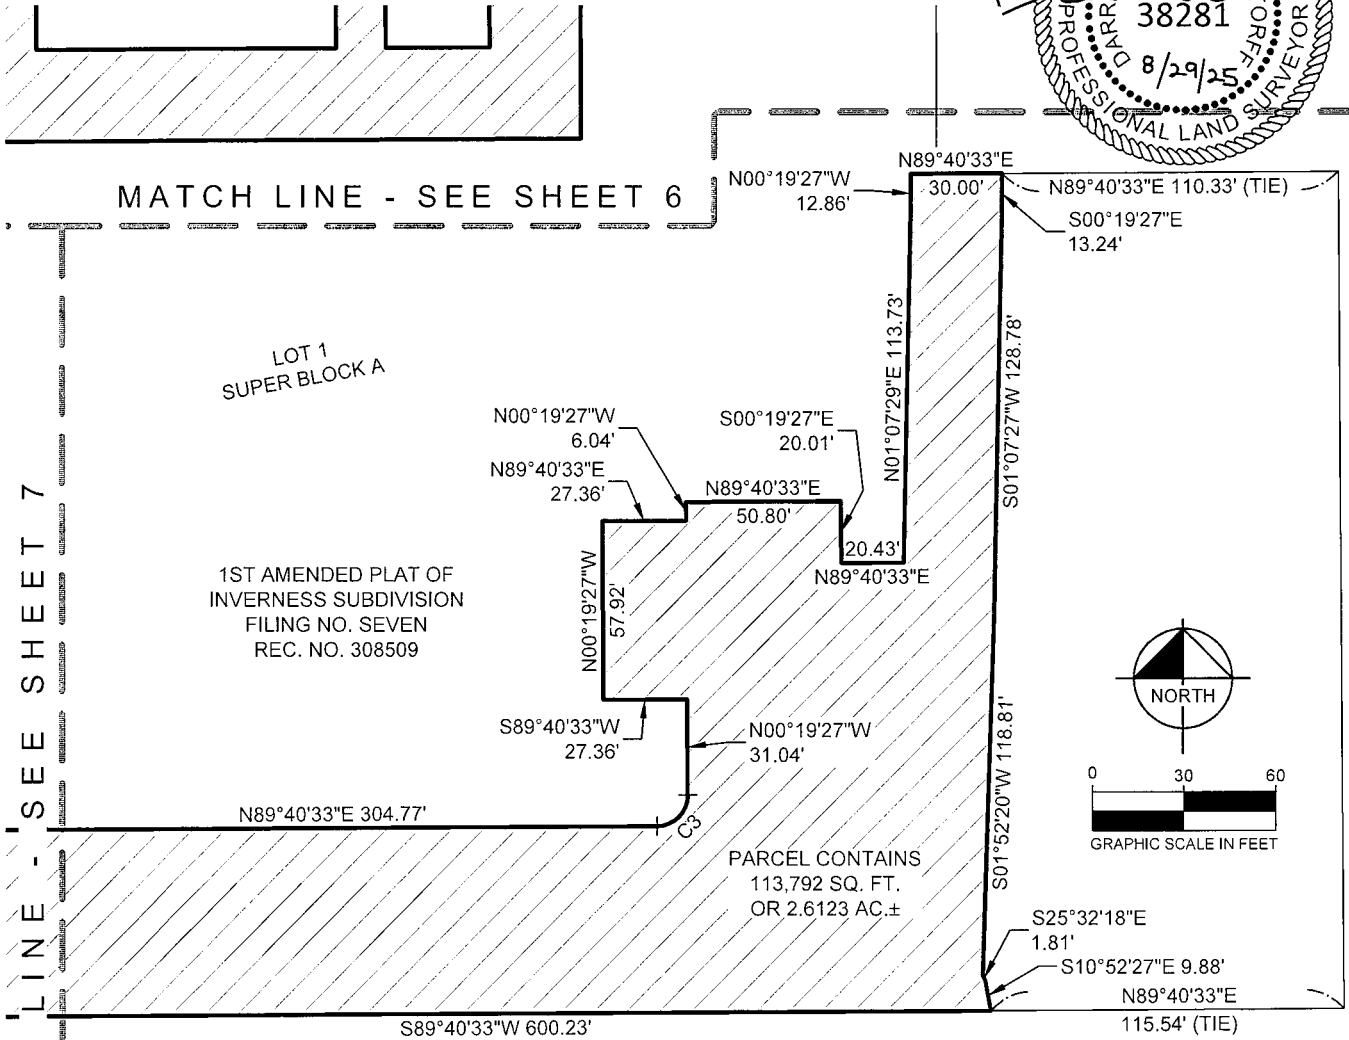 38281
8/29/25
PROFESSIONAL LAND SURVEYOR
MATCH LINE - SEE SHEET 6
N89°40'33"E
30.00'
N00°19'27"W
12.86'
N89°40'33"E 110.33' (TIE)
S00°19'27"E
13.24'
LOT 1
SUPER BLOCK A
N01°07'29"E 113.73'
S01°07'27"W 128.78'
N00°19'27"W
6.04'
S00°19'27"E
20.01'
N89°40'33"E
27.36'
N89°40'33"E
50.80'
20.43'
N89°40'33"E
1ST AMENDED PLAT OF
INVERNESS SUBDIVISION
FILING NO. SEVEN
REC. NO. 308509
N00°19'27"W
57.92'
LINE - SEE SHEET 7
S89°40'33"W
27.36'
N00°19'27"W
31.04'
NORTH
S01°52'20"W 118.81'
0 30 60
GRAPHIC SCALE IN FEET
N89°40'33"E 304.77'
C3
PARCEL CONTAINS
113,792 SQ. FT.
OR 2.6123 AC.±
S25°32'18"E
1.81'
S10°52'27"E 9.88'
N89°40'33"E
115.54' (TIE)
S89°40'33"W 600.23'